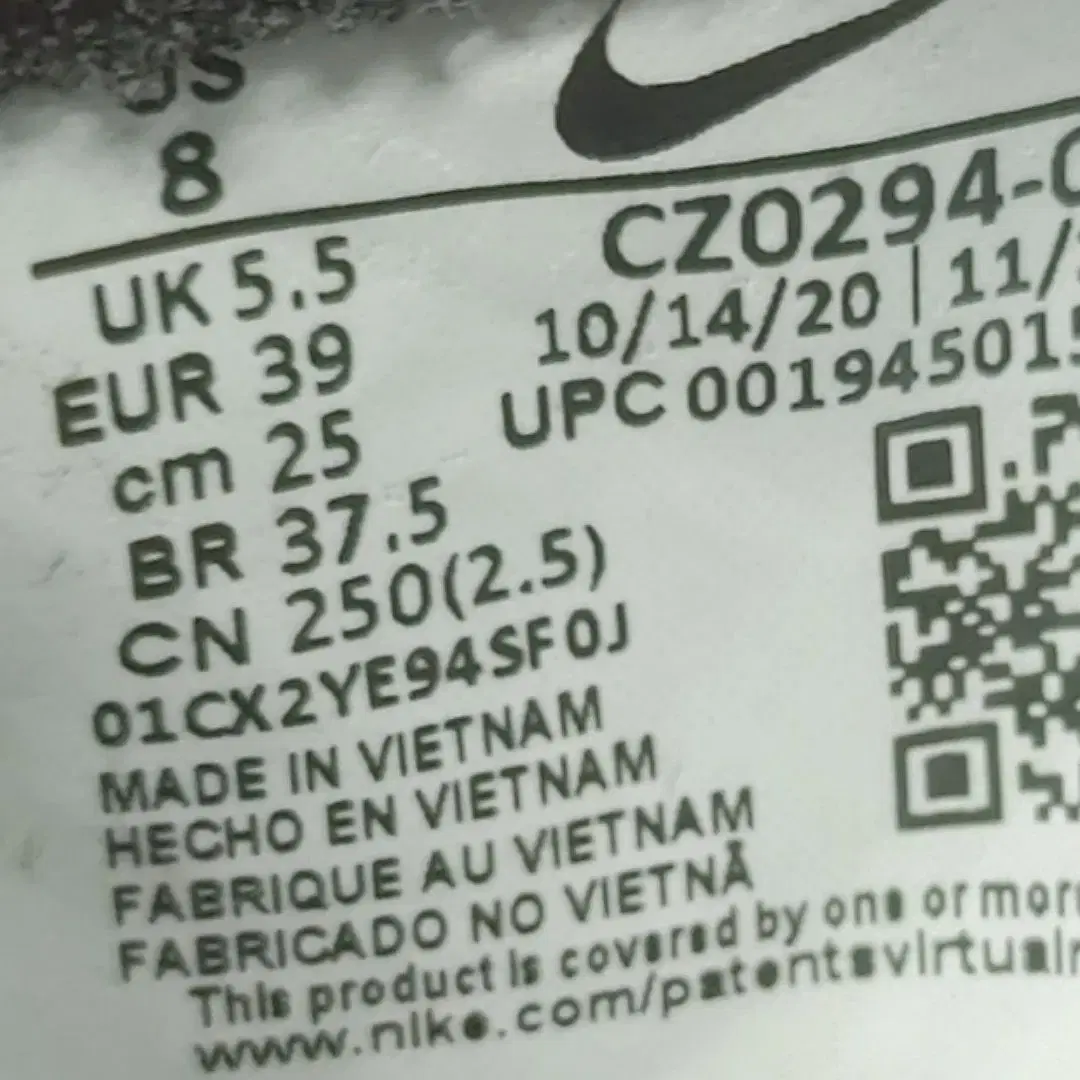 US
8
CZ0294-
UK 5.5
10/14/20 | 11/
EUR 39
UPC 001945015
cm 25
BR 37.5
CN 250(2.5)
01CX2YE94SF0J
MADE IN VIETNAM
HECHO EN VIETNAM
FABRIQUE AU VIETNAM
FABRICADO NO VIETNÃ
This product is covered by one or mor
www.nike.com/patentsvirtual